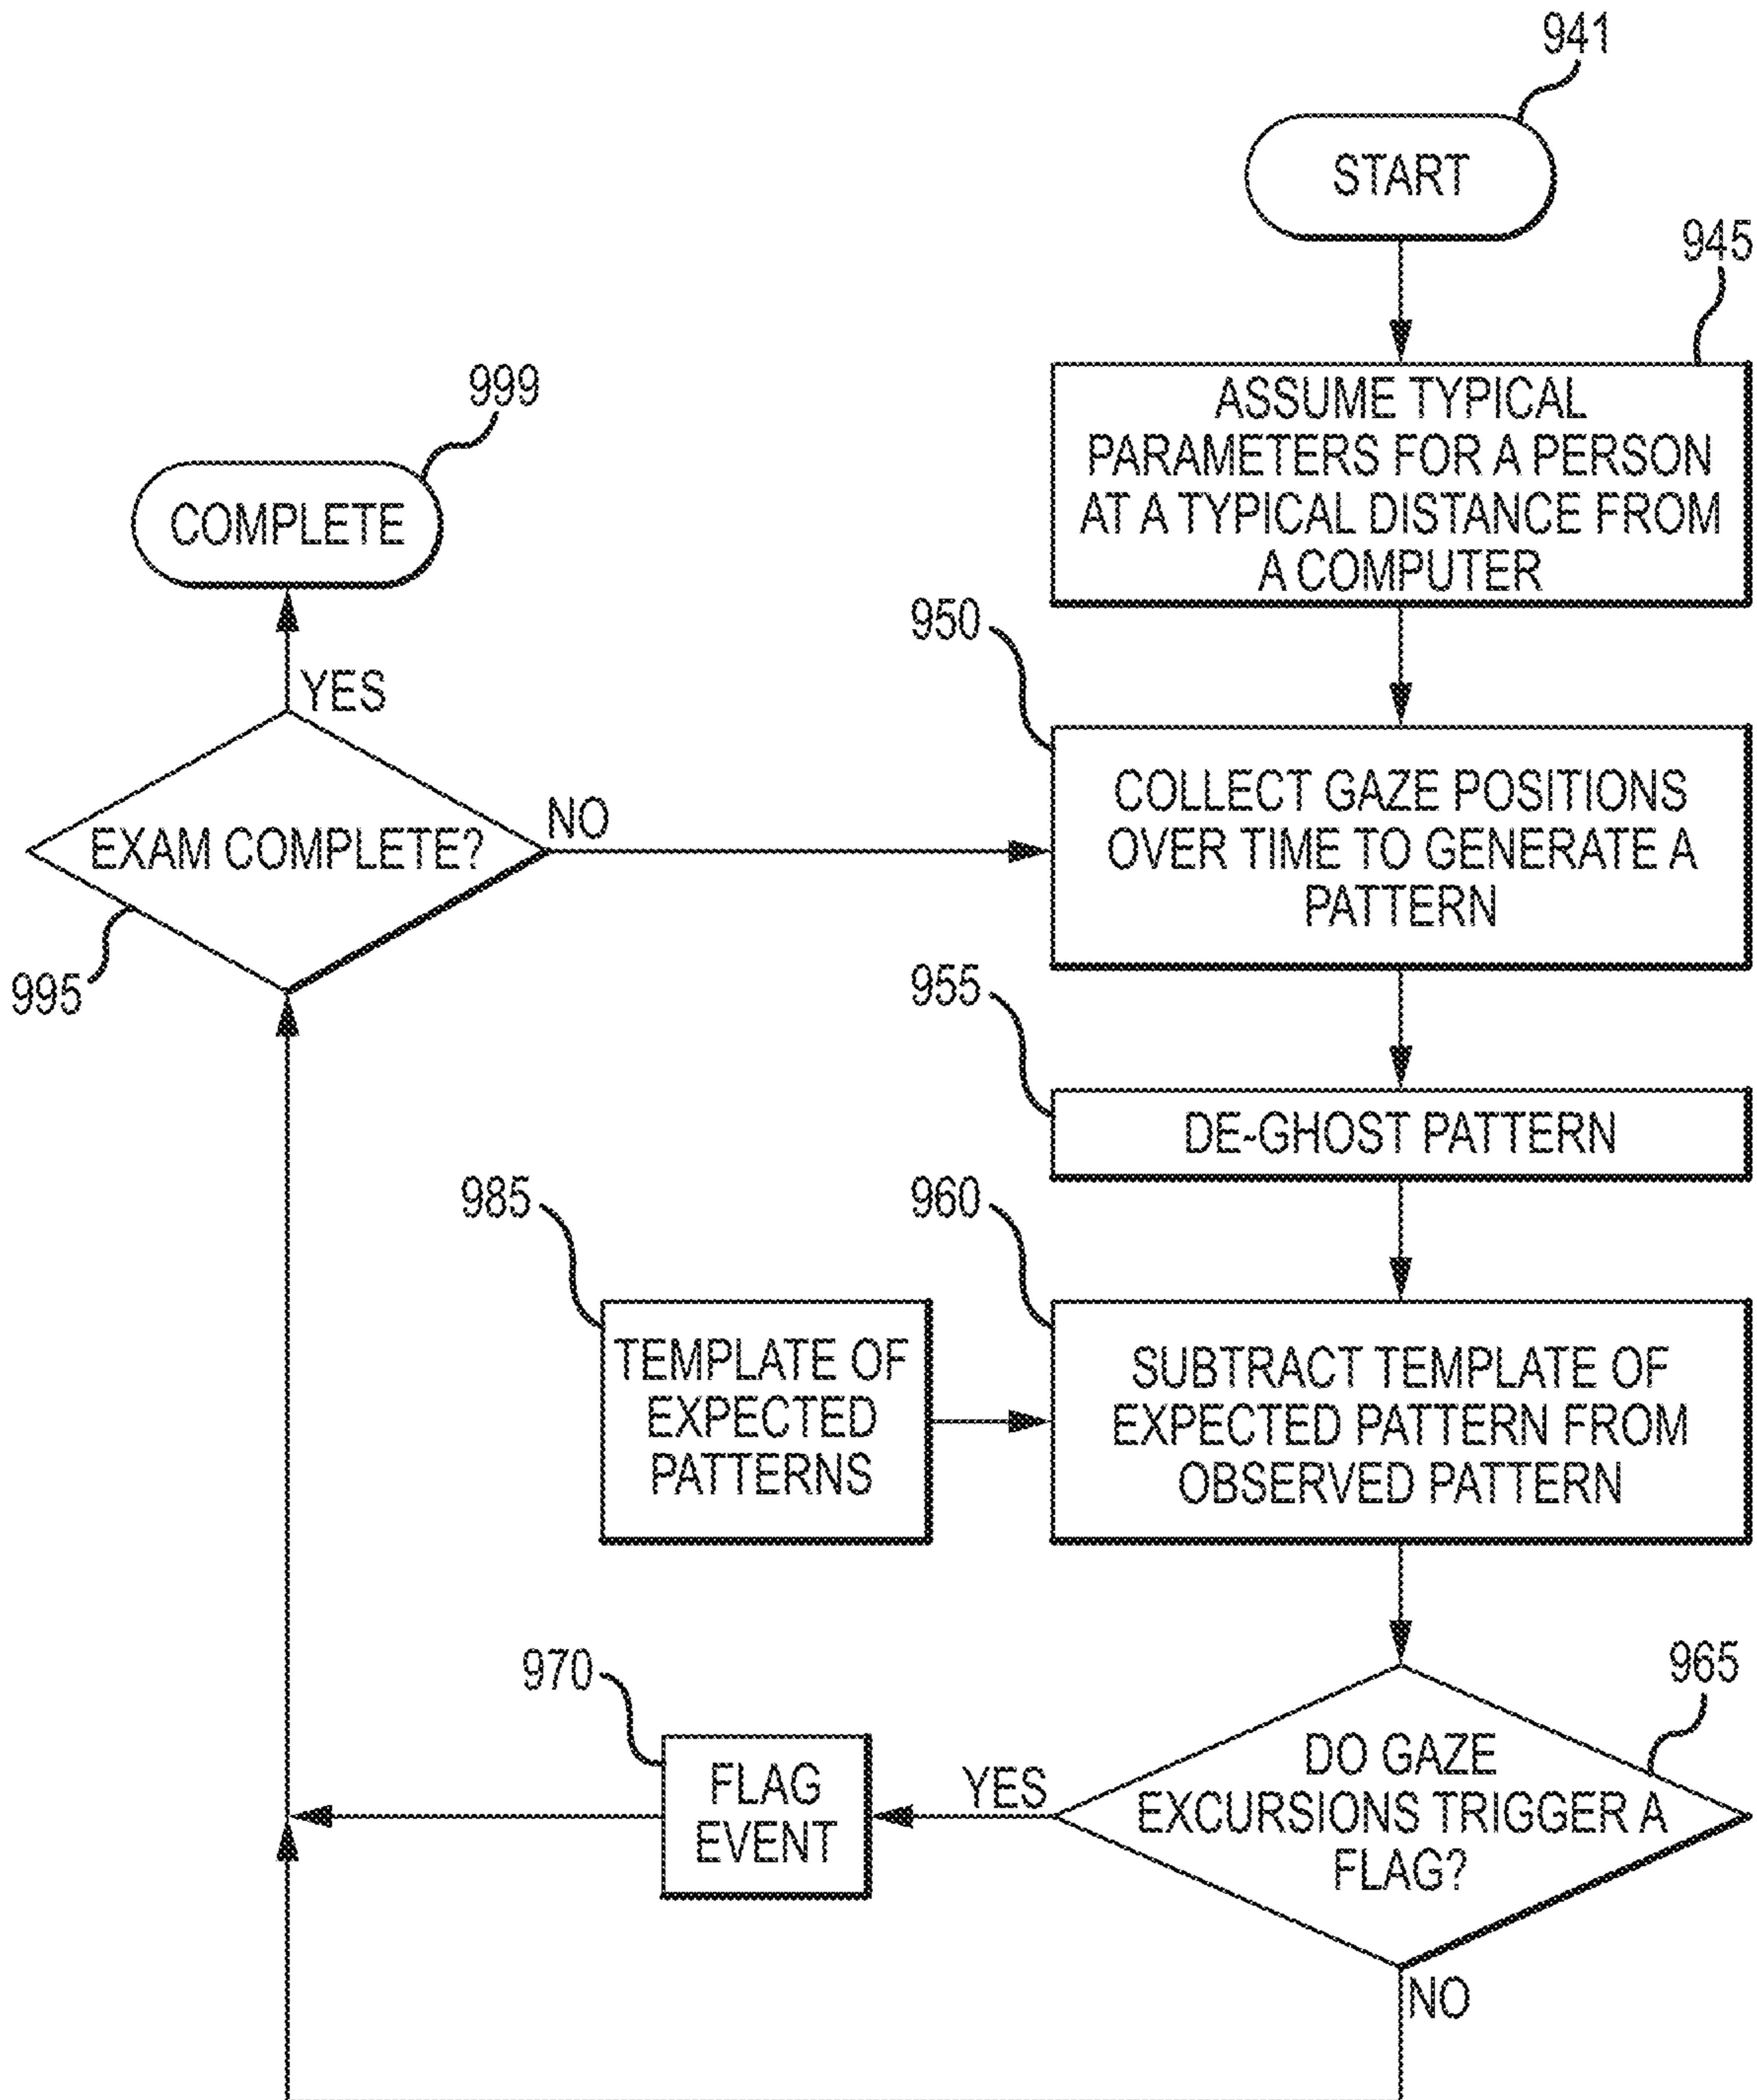 941
START
945
ASSUME TYPICAL
PARAMETERS FOR A PERSON
AT A TYPICAL DISTANCE FROM
A COMPUTER
999
COMPLETE
950
YES
COLLECT GAZE POSITIONS
OVER TIME TO GENERATE A
PATTERN
NO
EXAM COMPLETE?
995
955
DE-GHOST PATTERN
985
960
TEMPLATE OF
EXPECTED
PATTERNS
SUBTRACT TEMPLATE OF
EXPECTED PATTERN FROM
OBSERVED PATTERN
970
965
FLAG
EVENT
YES
DO GAZE
EXCURSIONS TRIGGER A
FLAG?
NO